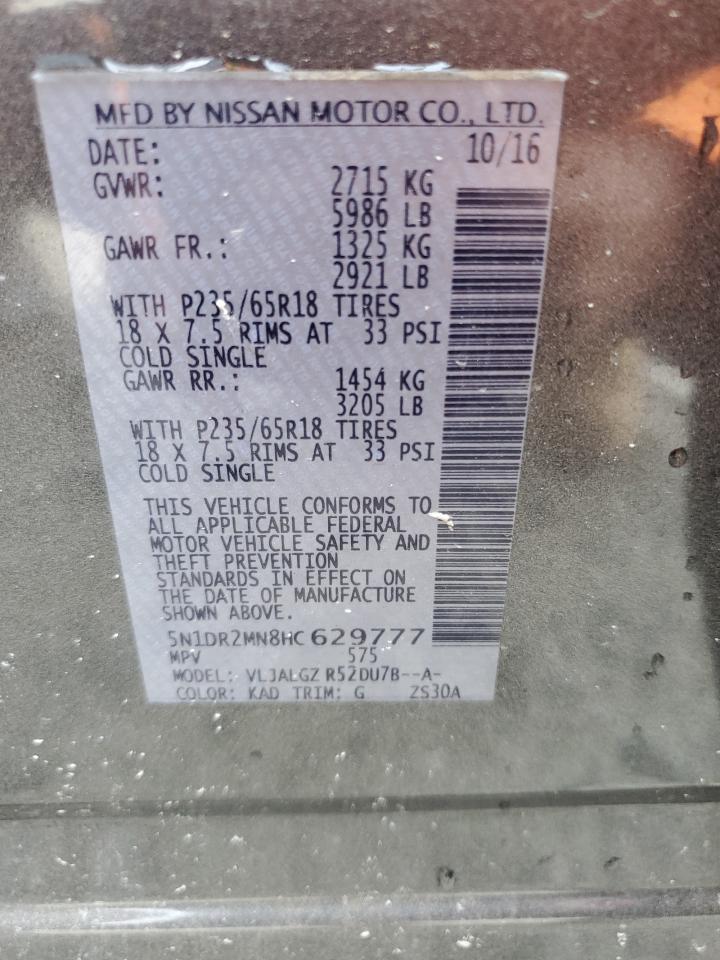 MFD BY NISSAN MOTOR CO., LTD.
DATE: 10/16
GVWR: 2715 KG
5986 LB
GAWR FR.: 1325 KG
2921 LB
WITH P235/65R18 TIRES
18 X 7.5 RIMS AT 33 PSI
COLD SINGLE
GAWR RR.: 1454 KG
3205 LB
WITH P235/65R18 TIRES
18 X 7.5 RIMS AT 33 PSI
COLD SINGLE
THIS VEHICLE CONFORMS TO
ALL APPLICABLE FEDERAL
MOTOR VEHICLE SAFETY AND
THEFT PREVENTION
STANDARDS IN EFFECT ON
THE DATE OF MANUFACTURE
SHOWN ABOVE.
5N1DR2MN8HC629777
MPV 575
MODEL: VLJALGZ R52DU7B--A-
COLOR: KAD TRIM: G ZS30A